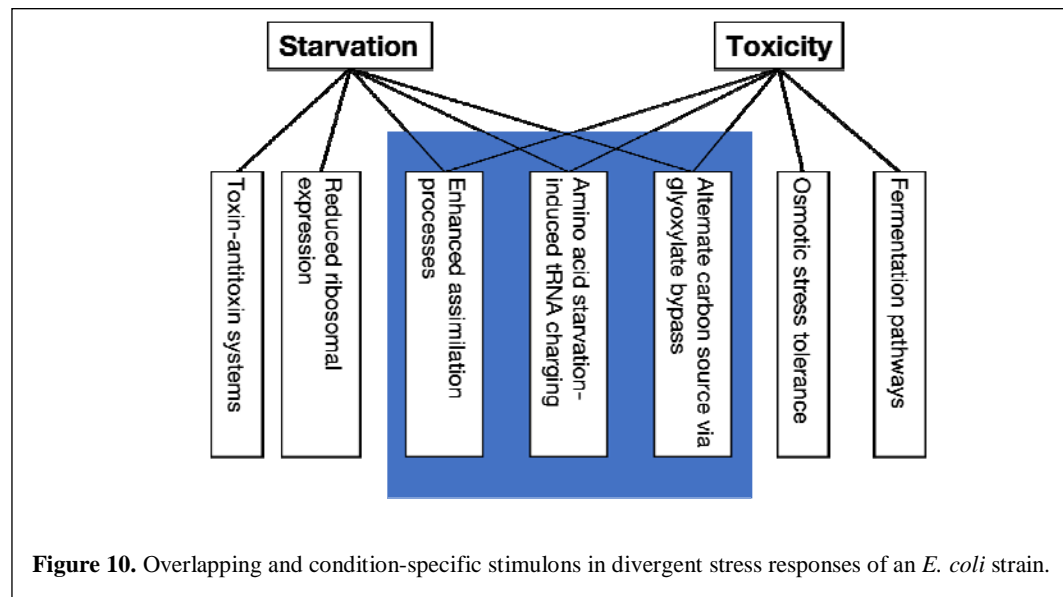 Starvation
Toxicity
Toxin-antitoxin systems
Reduced ribosomal
expression
Enhanced assimilation
processes
Amino acid starvation-
induced tRNA charging
Alternate carbon source via
glyoxylate bypass
Osmotic stress tolerance
Fermentation pathways
Figure 10. Overlapping and condition-specific stimulons in divergent stress responses of an E. coli strain.